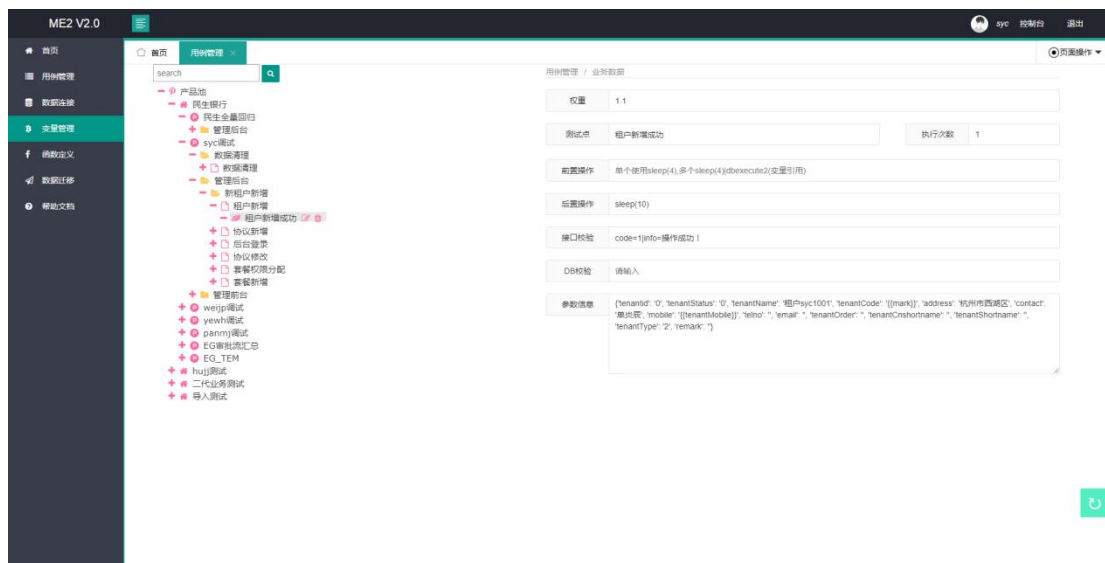 ME2 V2.0
syc 控制台 退出
首页
用例管理
数据连接
变量管理
函数定义
数据迁移
帮助文档
首页 用例管理 ×
页面操作
search
产品池
民生银行
民生全量回归
管理后台
syc调试
数据清理
数据清理
管理后台
新租户新增
租户新增
租户新增成功
协议新增
后台登录
协议修改
套餐权限分配
套餐新增
管理前台
weijp调试
yewh调试
panmj调试
EG审批流汇总
EG_TEM
hujj测试
二代业务测试
导入测试
用例管理 / 业务数据
权重 1.1
测试点 租户新增成功 执行次数 1
前置操作 单个使用sleep(4),多个sleep(4)|dbexecute2(变量引用)
后置操作 sleep(10)
接口校验 code=1|info=操作成功！
DB校验 请输入
参数信息 {'tenantId': '0', 'tenantStatus': '0', 'tenantName': '租户syc1001', 'tenantCode': '{{mark}}', 'address': '杭州市西湖区', 'contact':
'单炎宸', 'mobile': '{{tenantMobile}}', 'telno': '', 'email': '', 'tenantOrder': '', 'tenantCnshortname': '', 'tenantShortname': '',
'tenantType': '2', 'remark': ''}